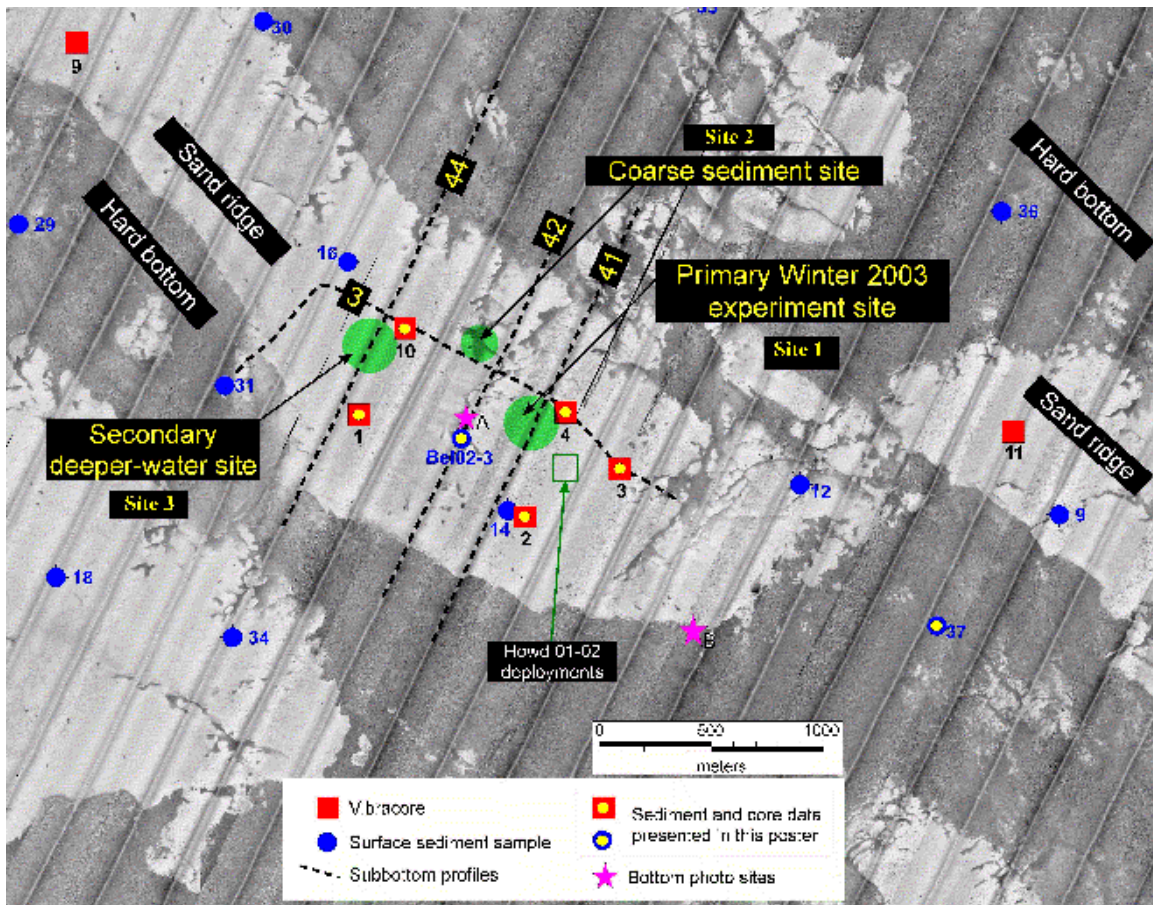 30
9
Site 2
Coarse sediment site
Hard bottom
Sand ridge
Hard bottom
44
42
41
3
29
16
36
Primary Winter 2003
experiment site
Site 1
10
31
Secondary
deeper-water site
Site 3
1
A
Bel02-3
4
3
14
2
12
11
Sand ridge
9
18
34
37
B
Howd 01-02
deployments
0 500 1000
meters
V.bracore
Surface sediment sample
Subbottom profiles
Sediment and core data
presented in this poster
Bottom photo sites